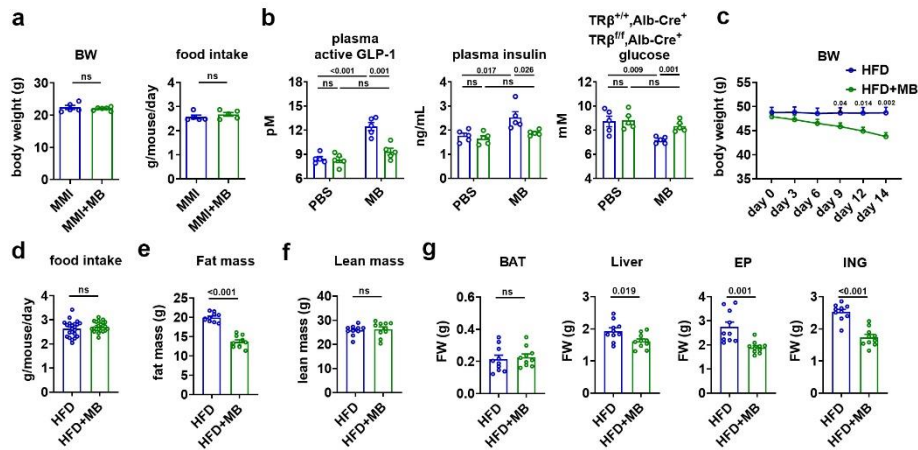 a
BW
body weight (g)
30
20
10
0
ns
MMI
MMI+MB
food intake
g/mouse/day
4
3
2
1
0
ns
MMI
MMI+MB
b
plasma
active GLP-1
pM
15
12
9
6
<0.001
0.001
ns
ns
PBS
MB
plasma insulin
ng/mL
4
3
2
1
0
0.017
0.026
ns
ns
PBS
MB
TRβ+/+,Alb-Cre+
TRβf/f,Alb-Cre+
glucose
mM
12
10
8
6
4
2
0.009
0.001
ns
ns
PBS
MB
c
BW
HFD
HFD+MB
body weight (g)
60
55
50
45
40
35
0.04
0.014
0.002
day 0
day 3
day 6
day 9
day 12
day 14
d
food intake
g/mouse/day
5
4
3
2
1
0
ns
HFD
HFD+MB
e
Fat mass
fat mass (g)
25
20
15
10
5
0
<0.001
HFD
HFD+MB
f
Lean mass
lean mass (g)
40
30
20
10
0
ns
HFD
HFD+MB
g
BAT
FW (g)
0.6
0.4
0.2
0.0
ns
HFD
HFD+MB
Liver
FW (g)
4
3
2
1
0
0.019
HFD
HFD+MB
EP
FW (g)
5
4
3
2
1
0
0.001
HFD
HFD+MB
ING
FW (g)
4
3
2
1
0
<0.001
HFD
HFD+MB